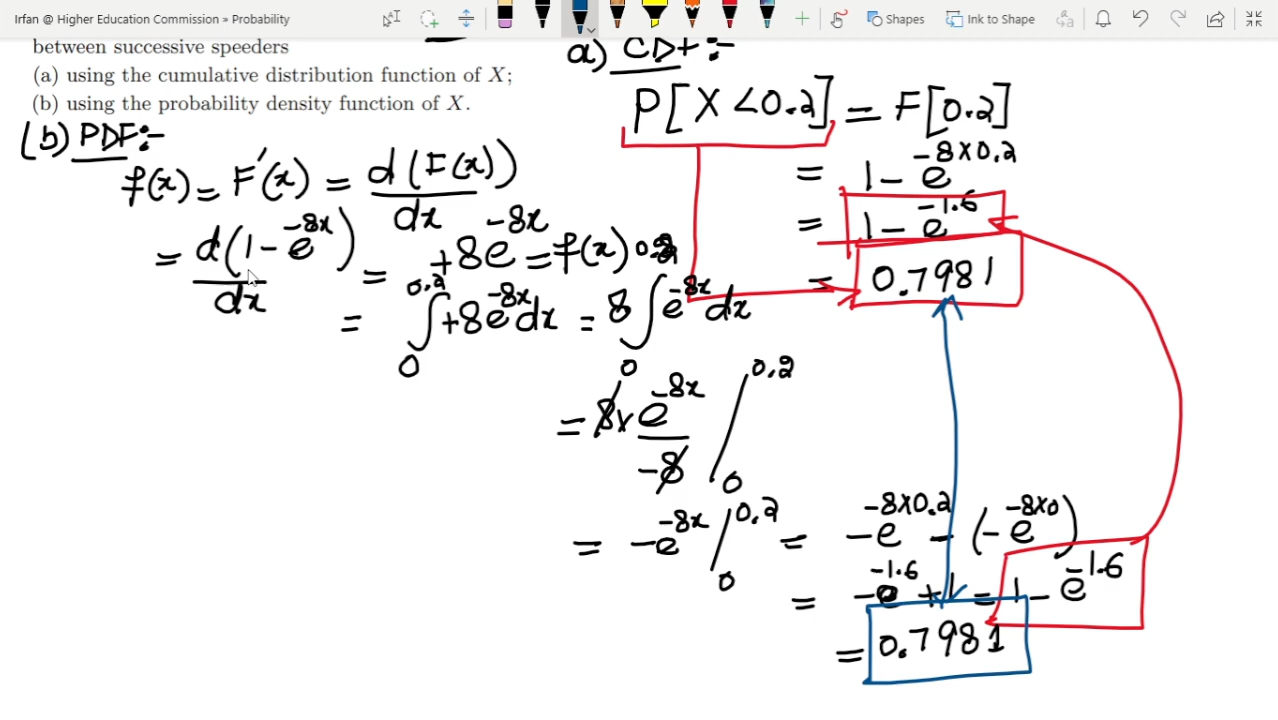 Irfan @ Higher Education Commission » Probability
Shapes
Ink to Shape
between successive speeders
(a) using the cumulative distribution function of X;
(b) using the probability density function of X.
a) CDF :-
P[X<0.2] = F[0.2]
= 1 - e^{-8×0.2}
= 1 - e^{-1.6}
= 0.7981
(b) PDF :-
f(x) = F'(x) = d(F(x))/dx
= d(1 - e^{-8x})/dx = +8e^{-8x} = f(x)
= ∫_0^{0.2} +8e^{-8x} dx = 8 ∫_0^{0.2} e^{-8x} dx
= 8 × e^{-8x}/-8 |_0^{0.2}
= -e^{-8x} |_0^{0.2} = -e^{-8×0.2} - (-e^{-8×0})
= -e^{-1.6} + 1 = 1 - e^{-1.6}
= 0.7981